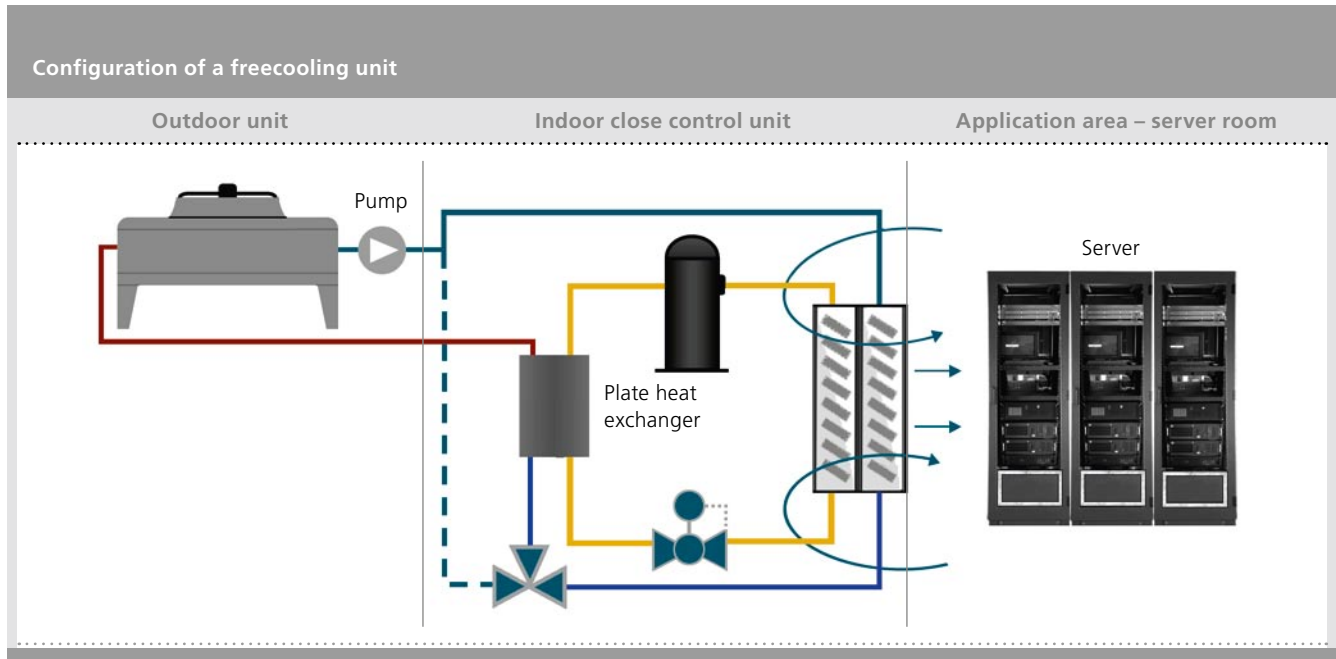 Configuration of a freecooling unit
Outdoor unit
Indoor close control unit
Application area – server room
Pump
Server
Plate heat
exchanger